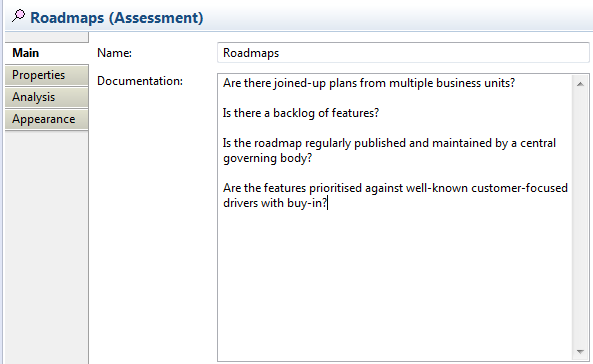 Roadmaps (Assessment)
Main
Name:
Roadmaps
Properties
Documentation:
Analysis
Appearance
Are there joined-up plans from multiple business units?
Is there a backlog of features?
Is the roadmap regularly published and maintained by a central
governing body?
Are the features prioritised against well-known customer-focused
drivers with buy-in?